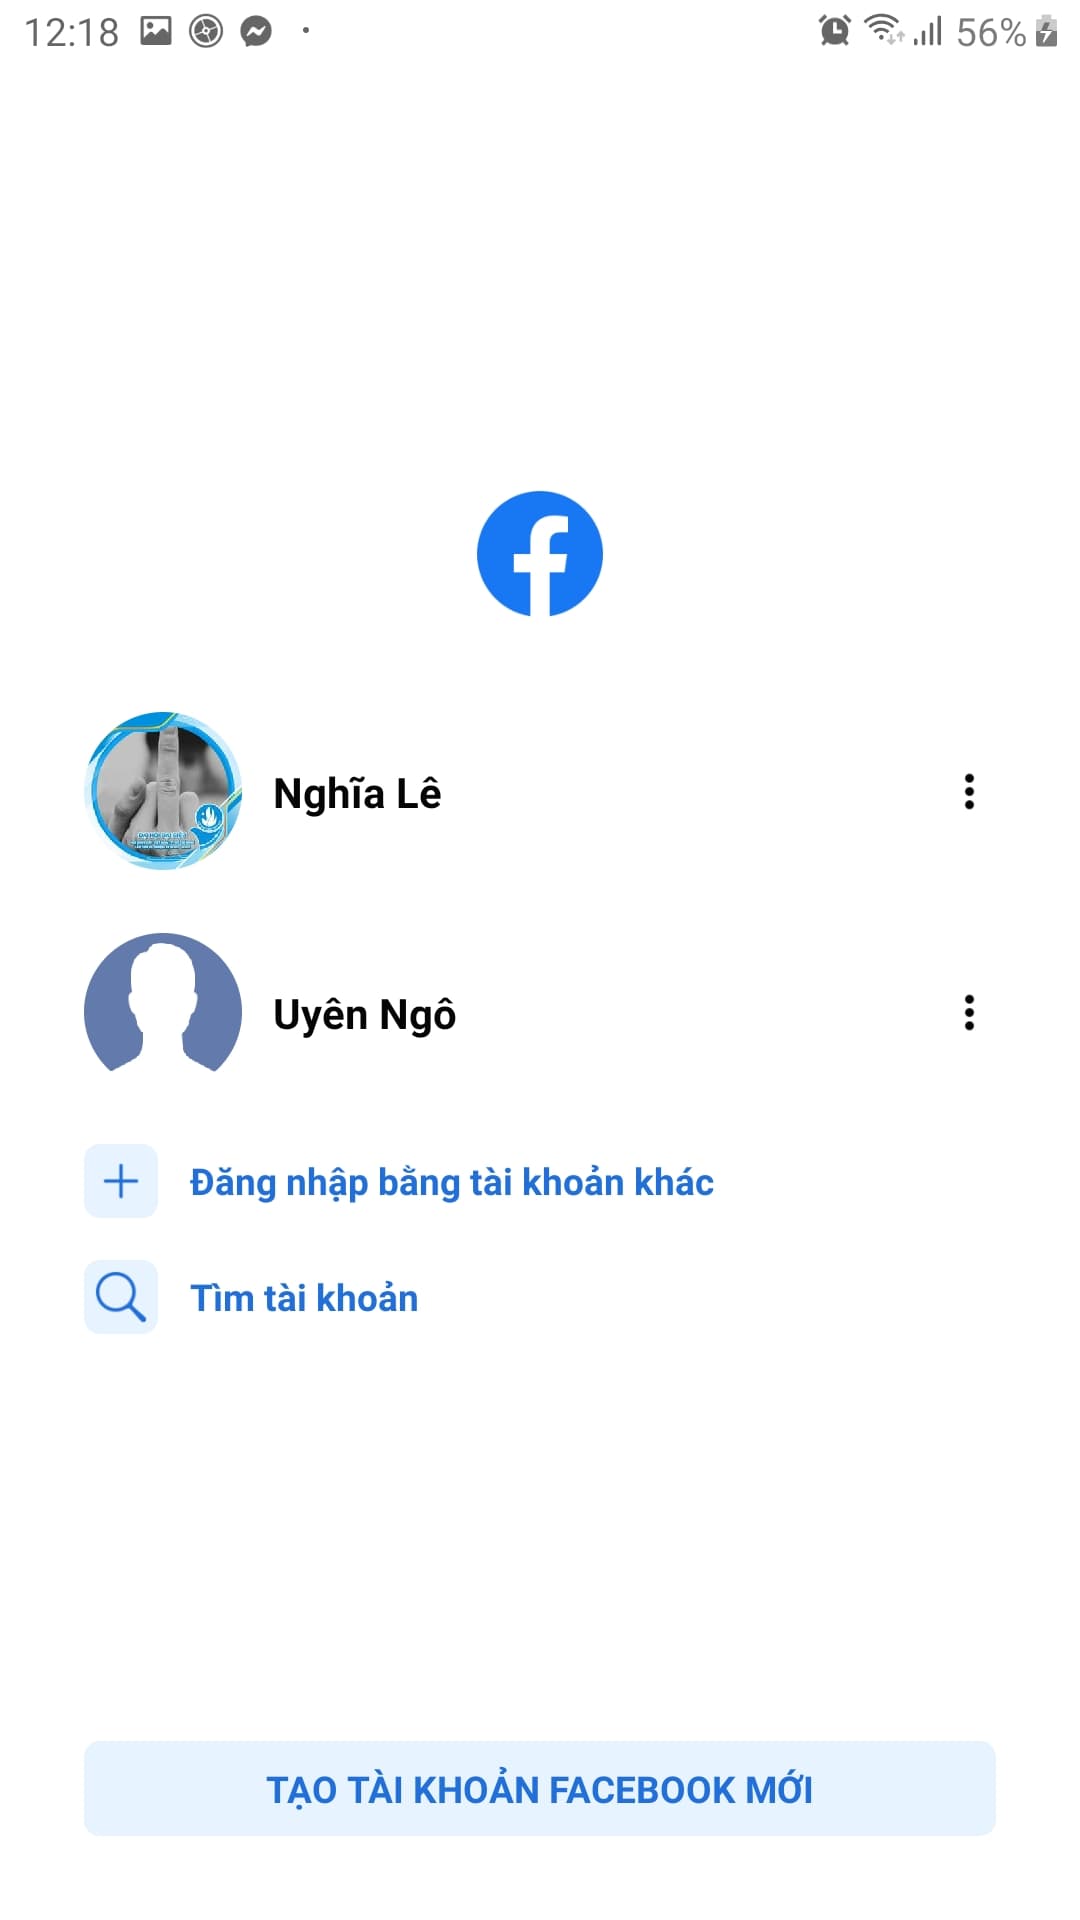 12:18 56%
Nghĩa Lê
Uyên Ngô
Đăng nhập bằng tài khoản khác
Tìm tài khoản
TẠO TÀI KHOẢN FACEBOOK MỚI